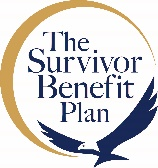 The
Survivor
Benefit
Plan